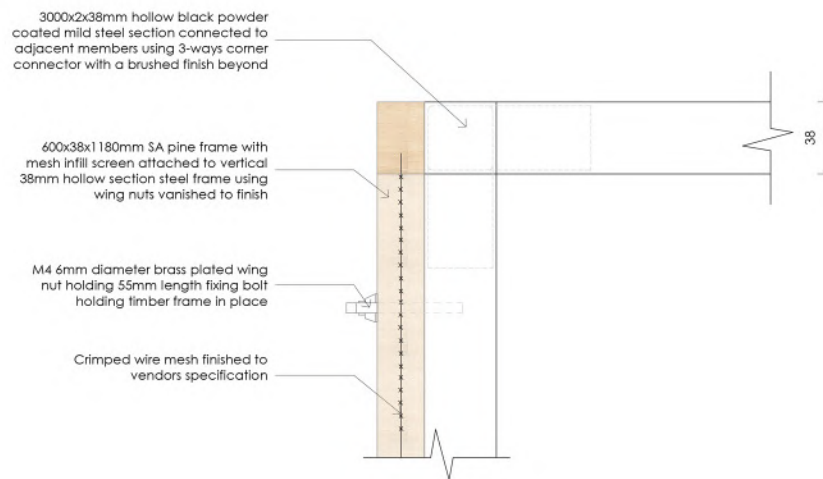 3000x2x38mm hollow black powder
coated mild steel section connected to
adjacent members using 3-ways corner
connector with a brushed finish beyond
600x38x1180mm SA pine frame with
mesh infill screen attached to vertical
38mm hollow section steel frame using
wing nuts vanished to finish
M4 6mm diameter brass plated wing
nut holding 55mm length fixing bolt
holding timber frame in place
Crimped wire mesh finished to
vendors specification
38